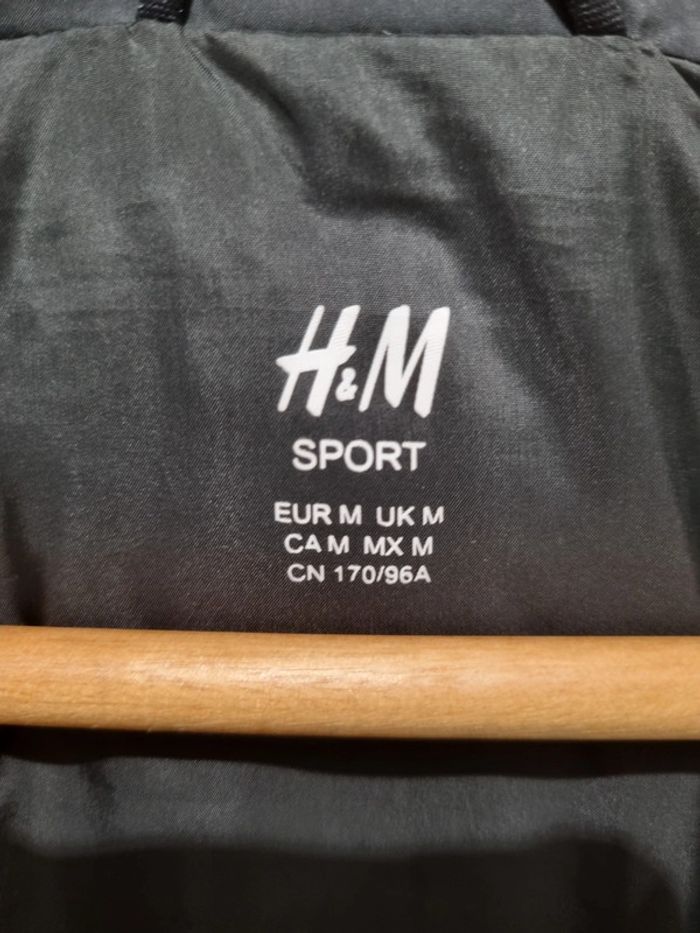 H&M
SPORT
EUR M UK M
CA M MX M
CN 170/96A